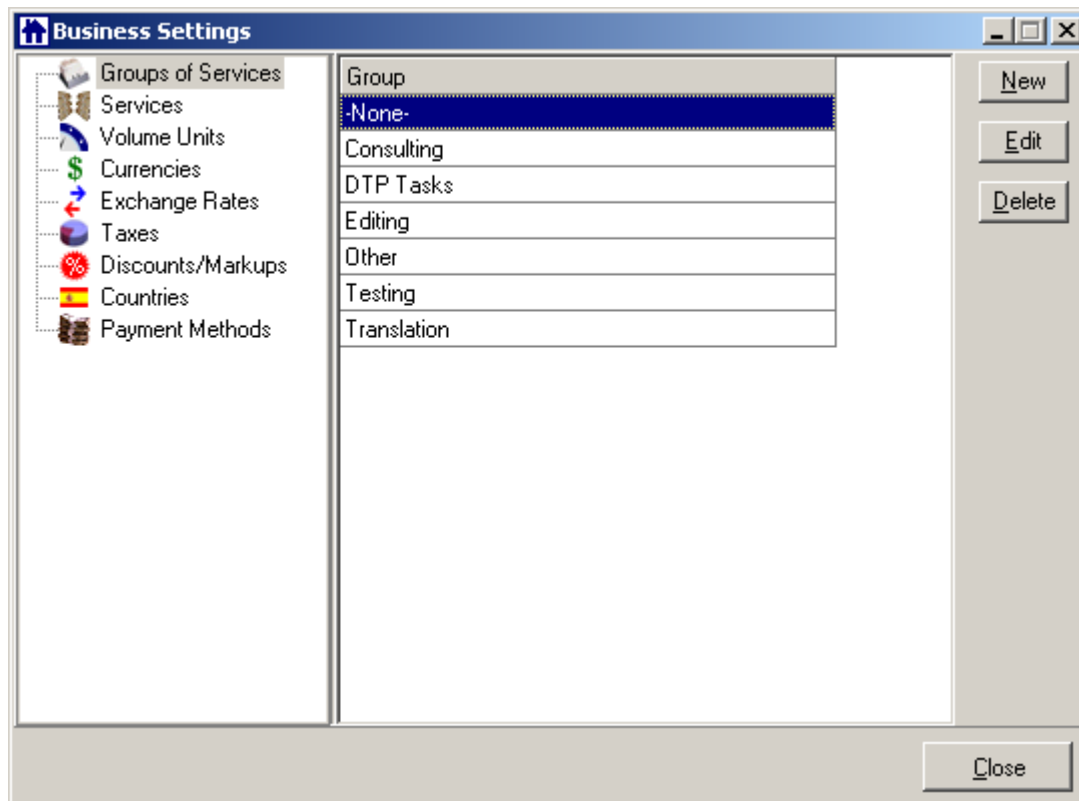 Business Settings
Groups of Services
Services
Volume Units
Currencies
Exchange Rates
Taxes
Discounts/Markups
Countries
Payment Methods
Group
-None-
Consulting
DTP Tasks
Editing
Other
Testing
Translation
New
Edit
Delete
Close